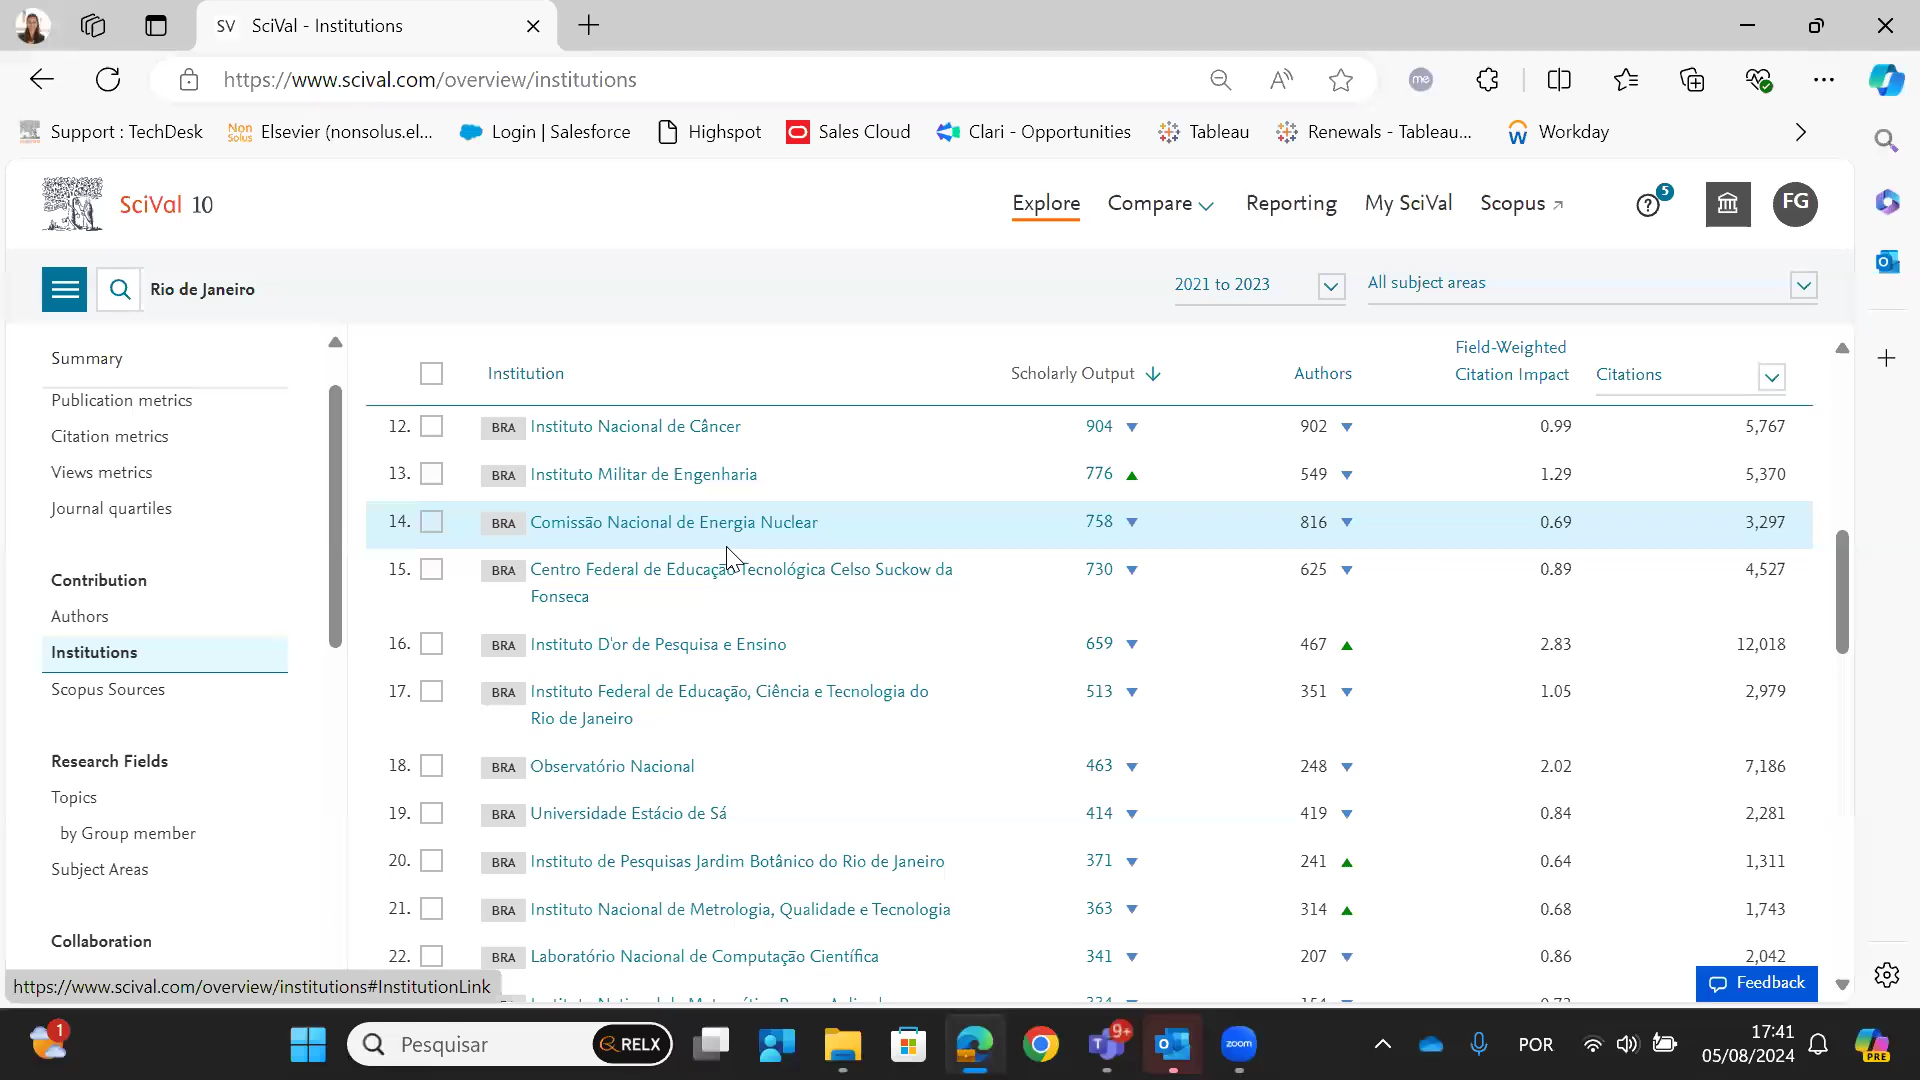 SV SciVal - Institutions
https://www.scival.com/overview/institutions
me
Support : TechDesk
Non Solus Elsevier (nonsolus.el...
Login | Salesforce
Highspot
Sales Cloud
Clari - Opportunities
Tableau
Renewals - Tableau...
Workday
SciVal 10
Explore Compare Reporting My SciVal Scopus
5
FG
Rio de Janeiro
2021 to 2023
All subject areas
Summary
Publication metrics
Citation metrics
Views metrics
Journal quartiles
Contribution
Authors
Institutions
Scopus Sources
Research Fields
Topics
by Group member
Subject Areas
Collaboration
Institution Scholarly Output Authors Field-Weighted Citation Impact Citations
12. BRA Instituto Nacional de Câncer 904 902 0.99 5,767
13. BRA Instituto Militar de Engenharia 776 549 1.29 5,370
14. BRA Comissão Nacional de Energia Nuclear 758 816 0.69 3,297
15. BRA Centro Federal de Educação Tecnológica Celso Suckow da 730 625 0.89 4,527
Fonseca
16. BRA Instituto D'or de Pesquisa e Ensino 659 467 2.83 12,018
17. BRA Instituto Federal de Educação, Ciência e Tecnologia do 513 351 1.05 2,979
Rio de Janeiro
18. BRA Observatório Nacional 463 248 2.02 7,186
19. BRA Universidade Estácio de Sá 414 419 0.84 2,281
20. BRA Instituto de Pesquisas Jardim Botânico do Rio de Janeiro 371 241 0.64 1,311
21. BRA Instituto Nacional de Metrologia, Qualidade e Tecnologia 363 314 0.68 1,743
22. BRA Laboratório Nacional de Computação Científica 341 207 0.86 2,042
https://www.scival.com/overview/institutions#InstitutionLink
Feedback
1
Pesquisar
RELX
9+
zoom
POR
17:41
05/08/2024
PRE